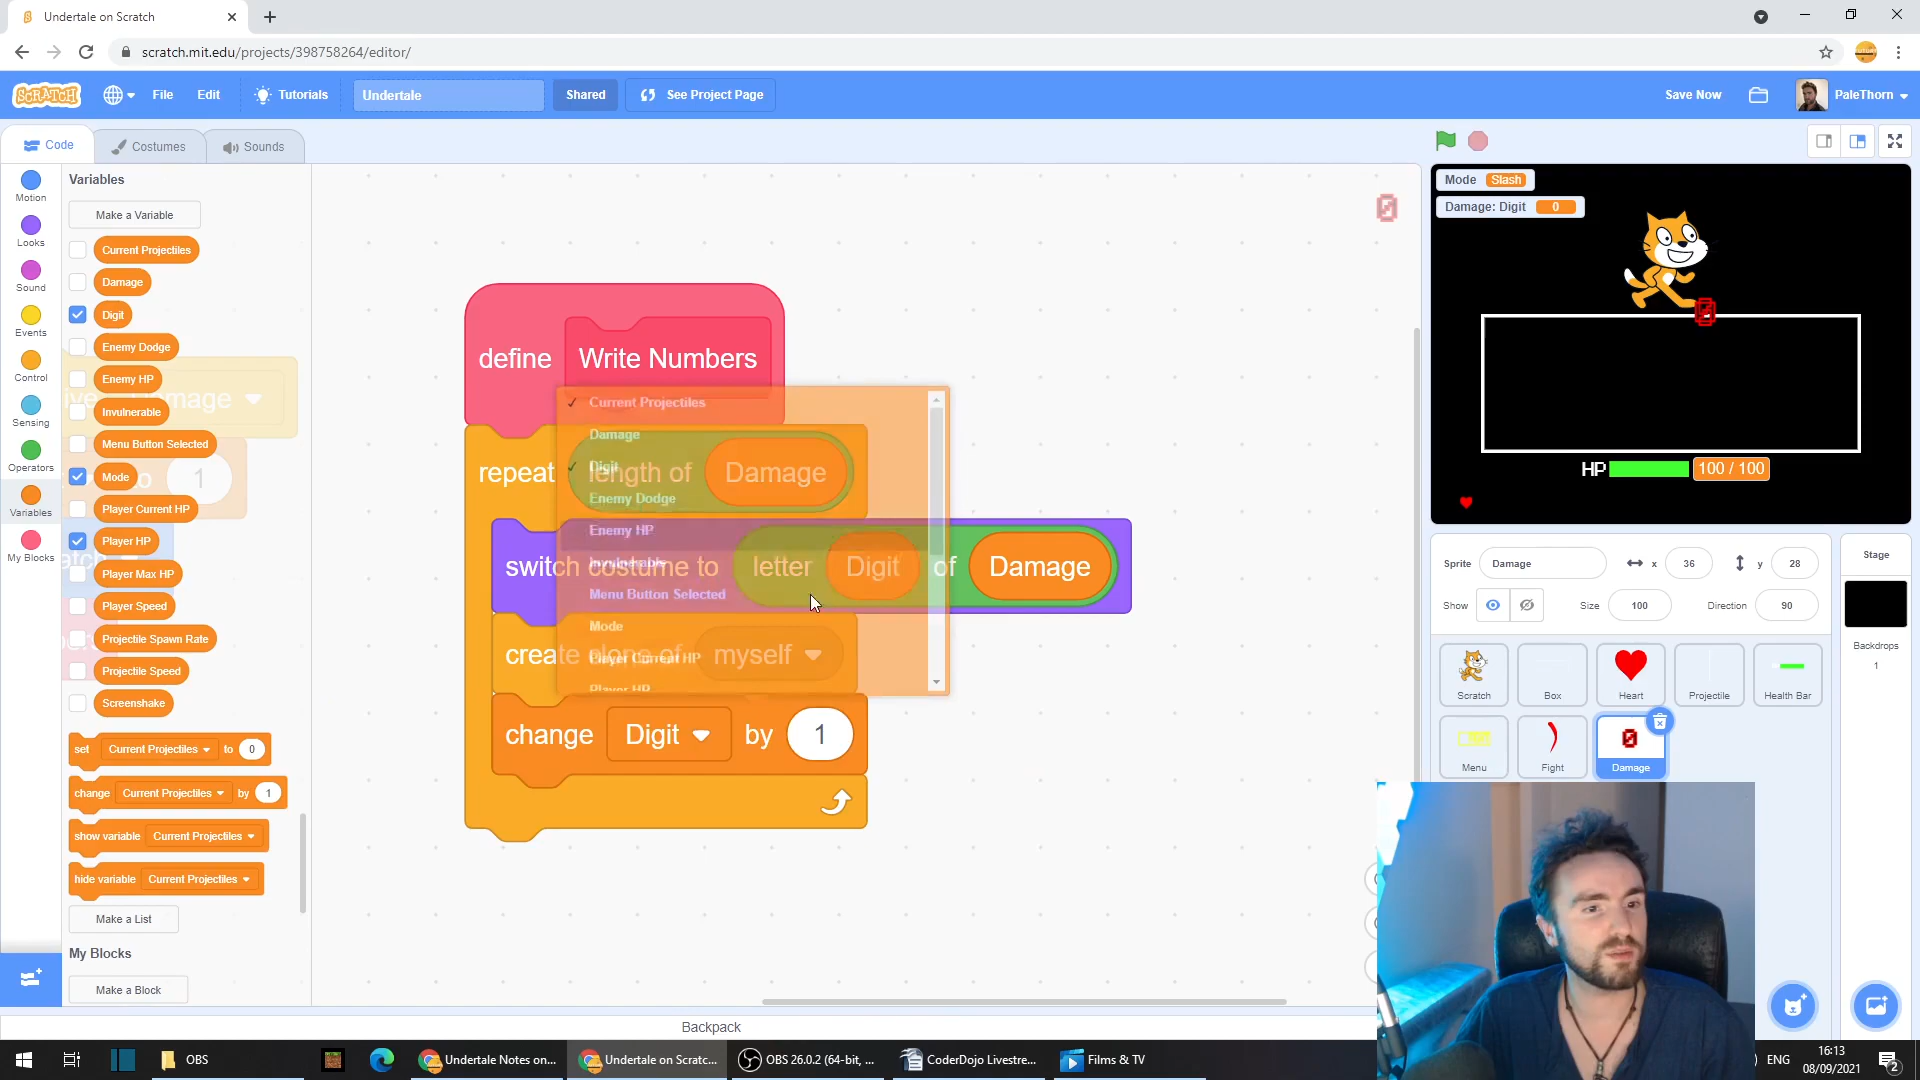 Undertale on Scratch
scratch.mit.edu/projects/398758264/editor/
SCRATCH
File
Edit
Tutorials
Undertale
Shared
See Project Page
Save Now
PaleThorn
Code
Costumes
Sounds
Motion
Looks
Sound
Events
Control
Sensing
Operators
Variables
My Blocks
Variables
Make a Variable
Current Projectiles
Damage
Digit
Enemy Dodge
Enemy HP
Invulnerable
Menu Button Selected
Mode
Player Current HP
Player HP
Player Max HP
Player Speed
Projectile Spawn Rate
Projectile Speed
Screenshake
set Current Projectiles to 0
change Current Projectiles by 1
show variable Current Projectiles
hide variable Current Projectiles
Make a List
My Blocks
Make a Block
define Write Numbers
repeat length of Damage
switch costume to letter Digit of Damage
create clone of myself
change Digit by 1
Current Projectiles
Damage
Digit
Enemy Dodge
Enemy HP
Invulnerable
Menu Button Selected
Mode
Player Current HP
Player HP
Mode Slash
Damage: Digit 0
0
HP 100 / 100
Sprite Damage x 36 y 28
Show Size 100 Direction 90
Scratch
Box
Heart
Projectile
Health Bar
Menu
Fight
Damage
Stage
Backdrops
1
Backpack
OBS
Undertale Notes on...
Undertale on Scratc...
OBS 26.0.2 (64-bit, ...
CoderDojo Livestre...
Films & TV
ENG
16:13
08/09/2021
2